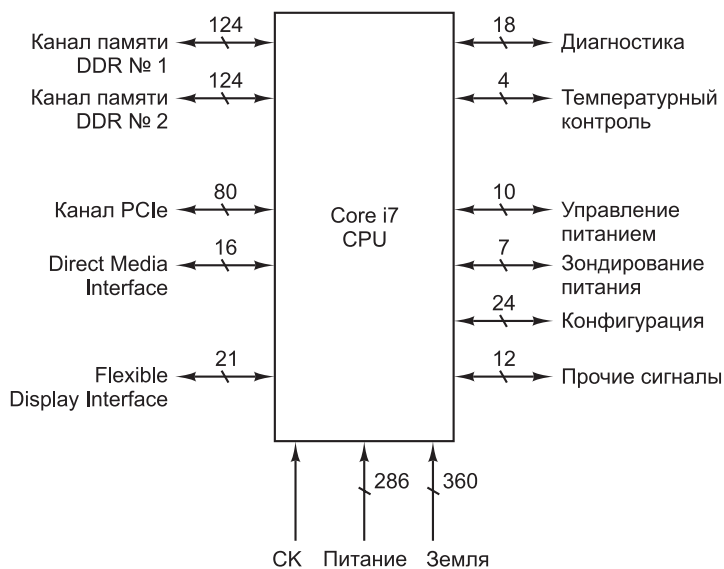 124
Канал памяти
DDR № 1
124
Канал памяти
DDR № 2
80
Канал PCIe
16
Direct Media
Interface
21
Flexible
Display Interface
Core i7
CPU
18
Диагностика
4
Температурный
контроль
10
Управление
питанием
7
Зондирование
питания
24
Конфигурация
12
Прочие сигналы
286
360
CK
Питание
Земля